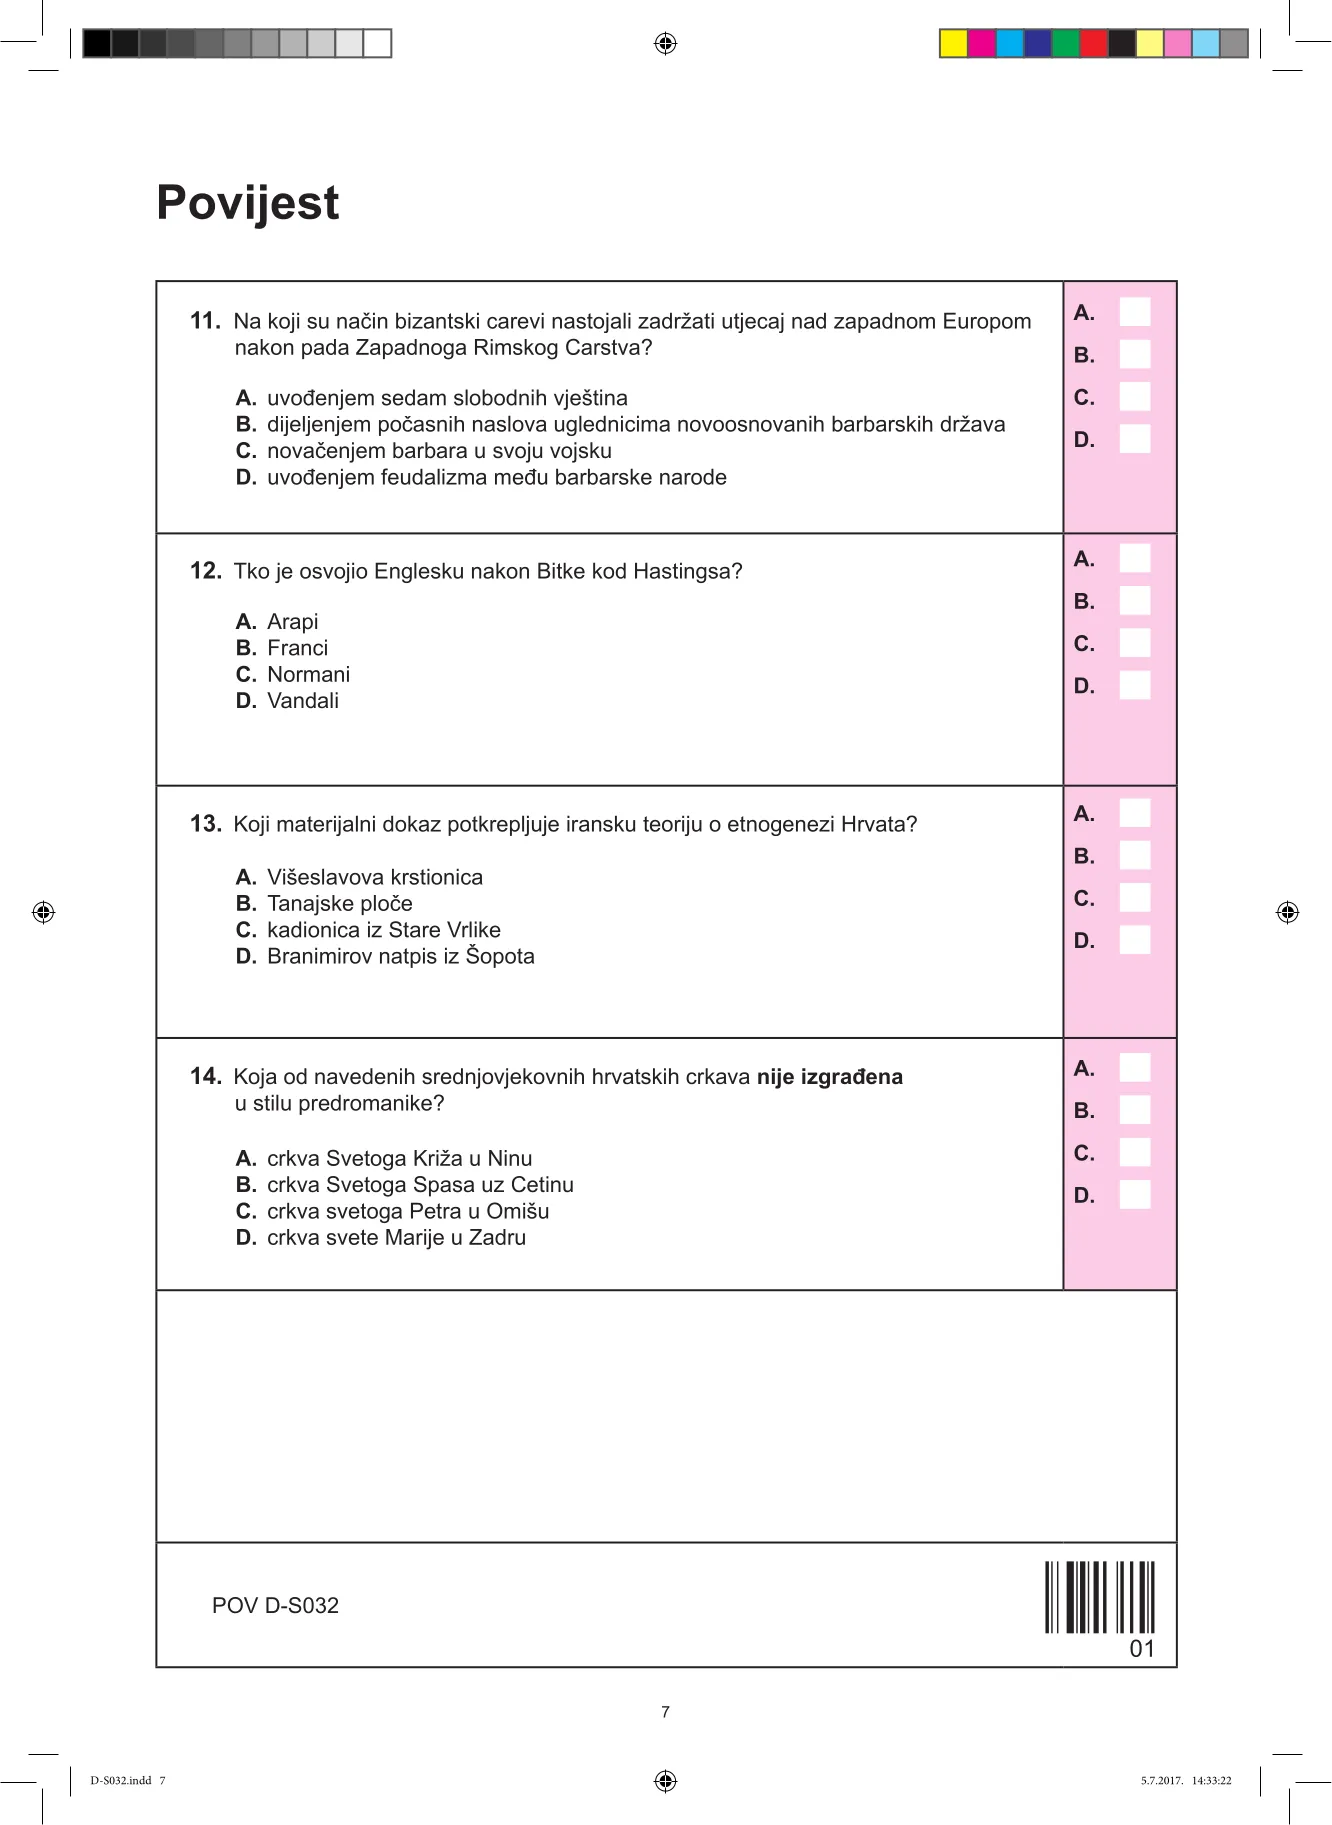 Povijest
11. Na koji su način bizantski carevi nastojali zadržati utjecaj nad zapadnom Europom
nakon pada Zapadnoga Rimskog Carstva?
A. uvođenjem sedam slobodnih vještina
B. dijeljenjem počasnih naslova uglednicima novoosnovanih barbarskih država
C. novačenjem barbara u svoju vojsku
D. uvođenjem feudalizma među barbarske narode
A.
B.
C.
D.
12. Tko je osvojio Englesku nakon Bitke kod Hastingsa?
A. Arapi
B. Franci
C. Normani
D. Vandali
A.
B.
C.
D.
13. Koji materijalni dokaz potkrepljuje iransku teoriju o etnogenezi Hrvata?
A. Višeslavova krstionica
B. Tanajske ploče
C. kadionica iz Stare Vrlike
D. Branimirov natpis iz Šopota
A.
B.
C.
D.
14. Koja od navedenih srednjovjekovnih hrvatskih crkava nije izgrađena
u stilu predromanike?
A. crkva Svetoga Križa u Ninu
B. crkva Svetoga Spasa uz Cetinu
C. crkva svetoga Petra u Omišu
D. crkva svete Marije u Zadru
A.
B.
C.
D.
POV D-S032
01
7
D-S032.indd 7
5.7.2017. 14:33:22